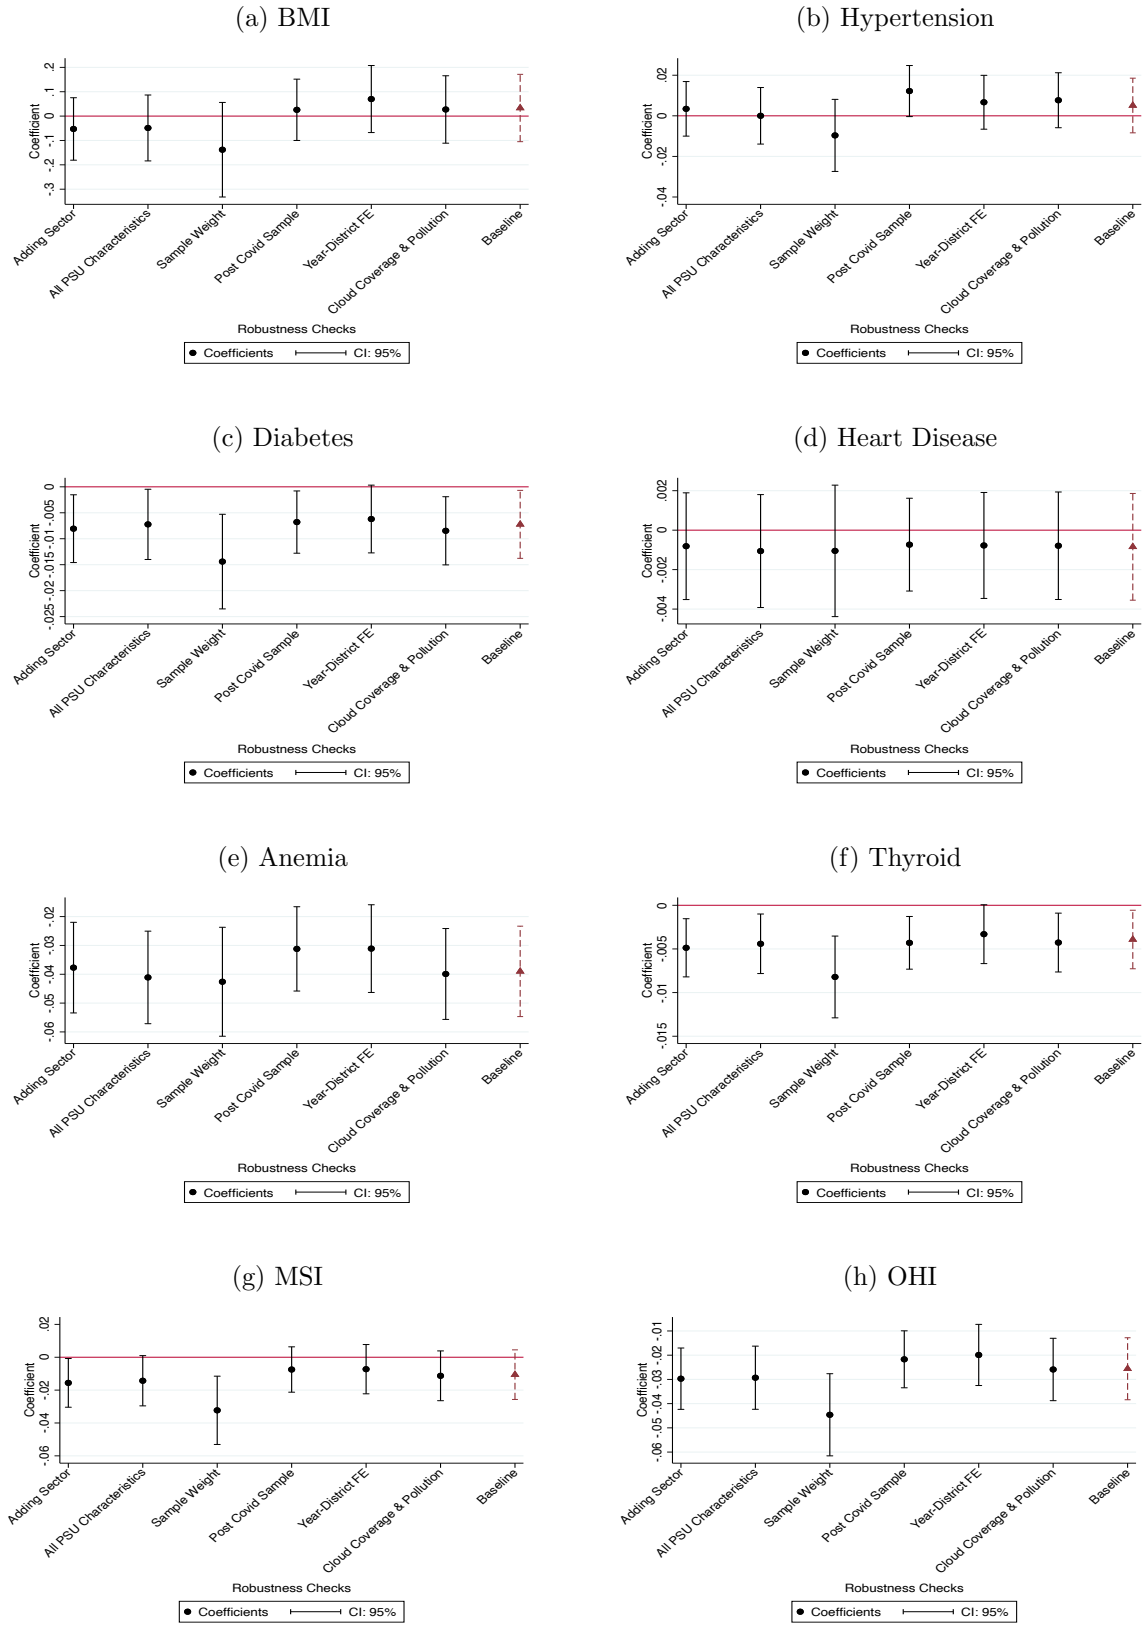 (a) BMI
Coefficient
.2
.1
0
-.1
-.2
-.3
Adding Sector
All PSU Characteristics
Sample Weight
Post Covid Sample
Year-District FE
Cloud Coverage & Pollution
Baseline
Robustness Checks
Coefficients CI: 95%
(b) Hypertension
Coefficient
.02
0
-.02
-.04
Adding Sector
All PSU Characteristics
Sample Weight
Post Covid Sample
Year-District FE
Cloud Coverage & Pollution
Baseline
Robustness Checks
Coefficients CI: 95%
(c) Diabetes
Coefficient
0
-.005
-.01
-.015
-.02
-.025
Adding Sector
All PSU Characteristics
Sample Weight
Post Covid Sample
Year-District FE
Cloud Coverage & Pollution
Baseline
Robustness Checks
Coefficients CI: 95%
(d) Heart Disease
Coefficient
.002
0
-.002
-.004
Adding Sector
All PSU Characteristics
Sample Weight
Post Covid Sample
Year-District FE
Cloud Coverage & Pollution
Baseline
Robustness Checks
Coefficients CI: 95%
(e) Anemia
Coefficient
-.02
-.03
-.04
-.05
-.06
Adding Sector
All PSU Characteristics
Sample Weight
Post Covid Sample
Year-District FE
Cloud Coverage & Pollution
Baseline
Robustness Checks
Coefficients CI: 95%
(f) Thyroid
Coefficient
0
-.005
-.01
-.015
Adding Sector
All PSU Characteristics
Sample Weight
Post Covid Sample
Year-District FE
Cloud Coverage & Pollution
Baseline
Robustness Checks
Coefficients CI: 95%
(g) MSI
Coefficient
.02
0
-.02
-.04
-.06
Adding Sector
All PSU Characteristics
Sample Weight
Post Covid Sample
Year-District FE
Cloud Coverage & Pollution
Baseline
Robustness Checks
Coefficients CI: 95%
(h) OHI
Coefficient
-.01
-.02
-.03
-.04
-.05
-.06
Adding Sector
All PSU Characteristics
Sample Weight
Post Covid Sample
Year-District FE
Cloud Coverage & Pollution
Baseline
Robustness Checks
Coefficients CI: 95%